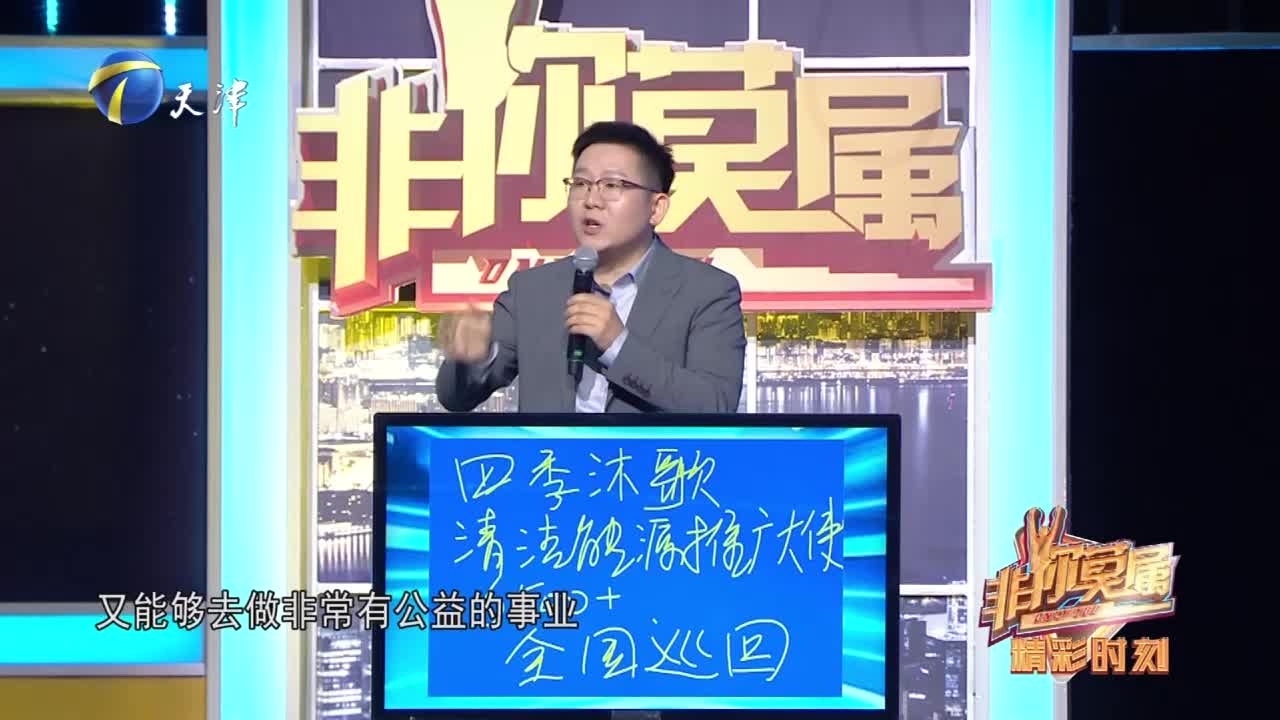 天津
非你莫属
四季沐歌
清洁能源推广大使
又能够去做非常有公益的事业
全国巡回
非你莫属
精彩时刻